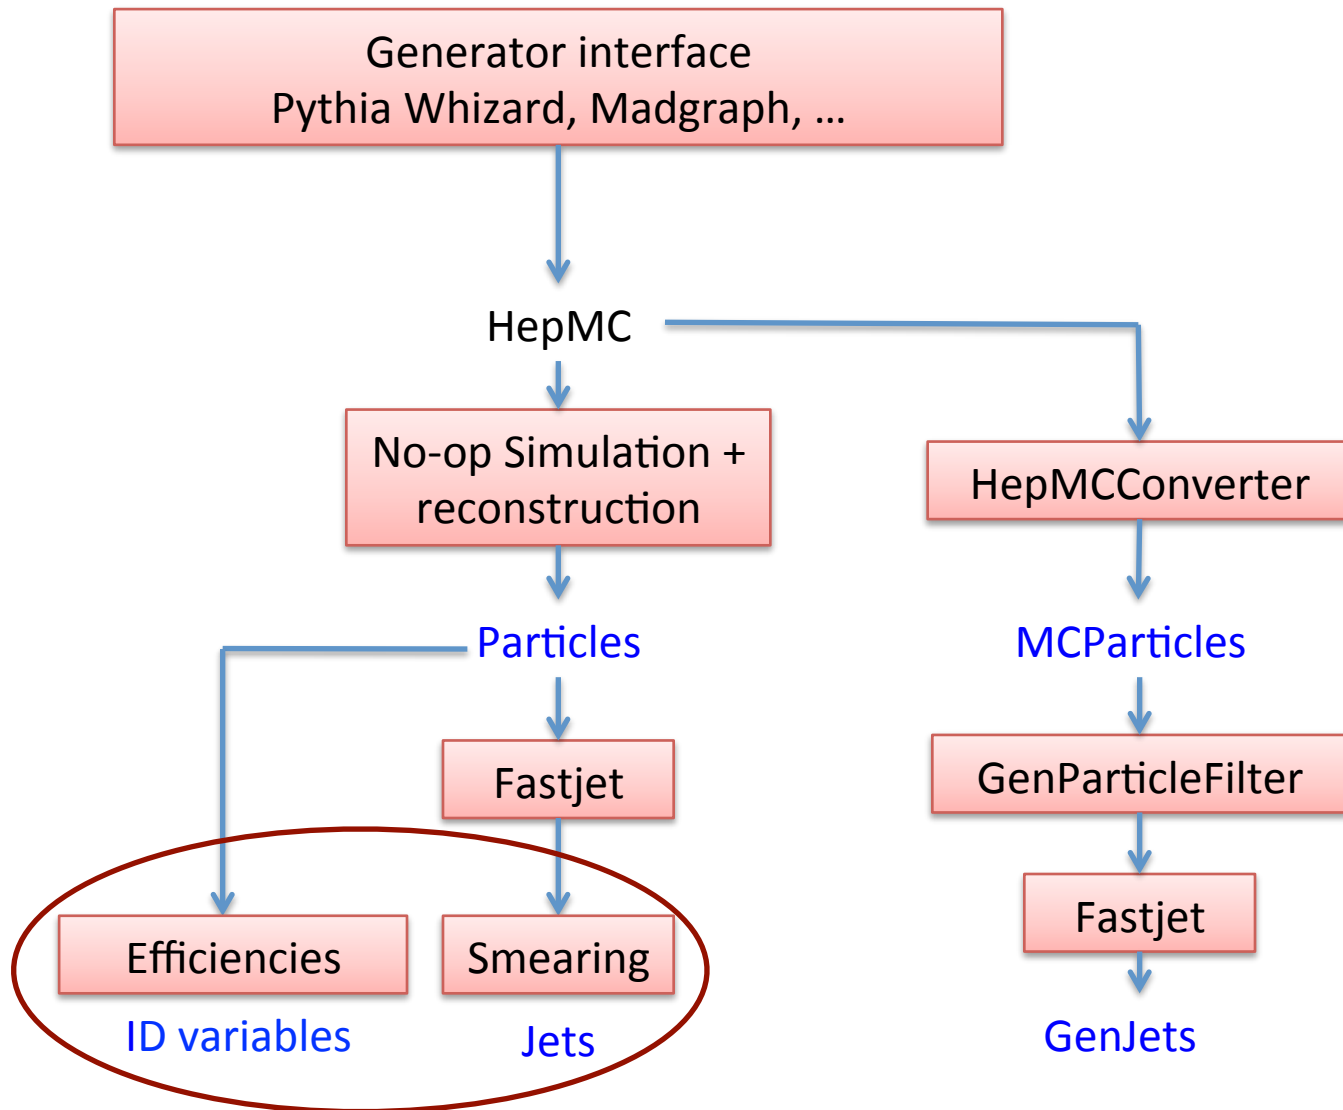 Generator interface
Pythia Whizard, Madgraph, ...
HepMC
No-op Simulation +
reconstruction
HepMCConverter
Particles
MCParticles
Fastjet
GenParticleFilter
Efficiencies
Smearing
Fastjet
ID variables
Jets
GenJets